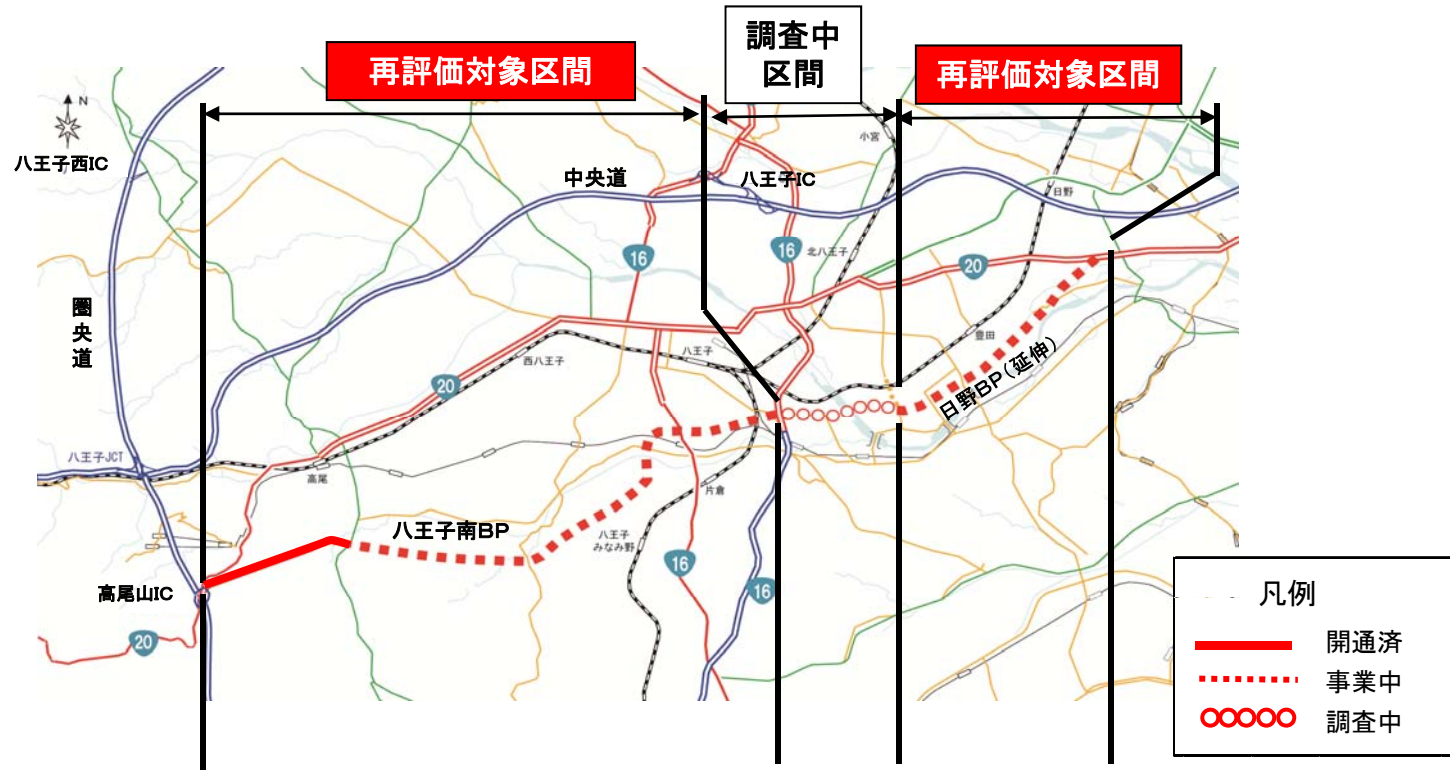 再評価対象区間
調査中
区間
再評価対象区間
N
八王子西IC
小宮
中央道
八王子IC
日野
16
16
北八王子
20
圏央道
豊田
西八王子
八王子
20
日野BP(延伸)
八王子JCT
高尾
片倉
八王子南BP
八王子
みなみ野
16
16
高尾山IC
20
凡例
開通済
事業中
調査中